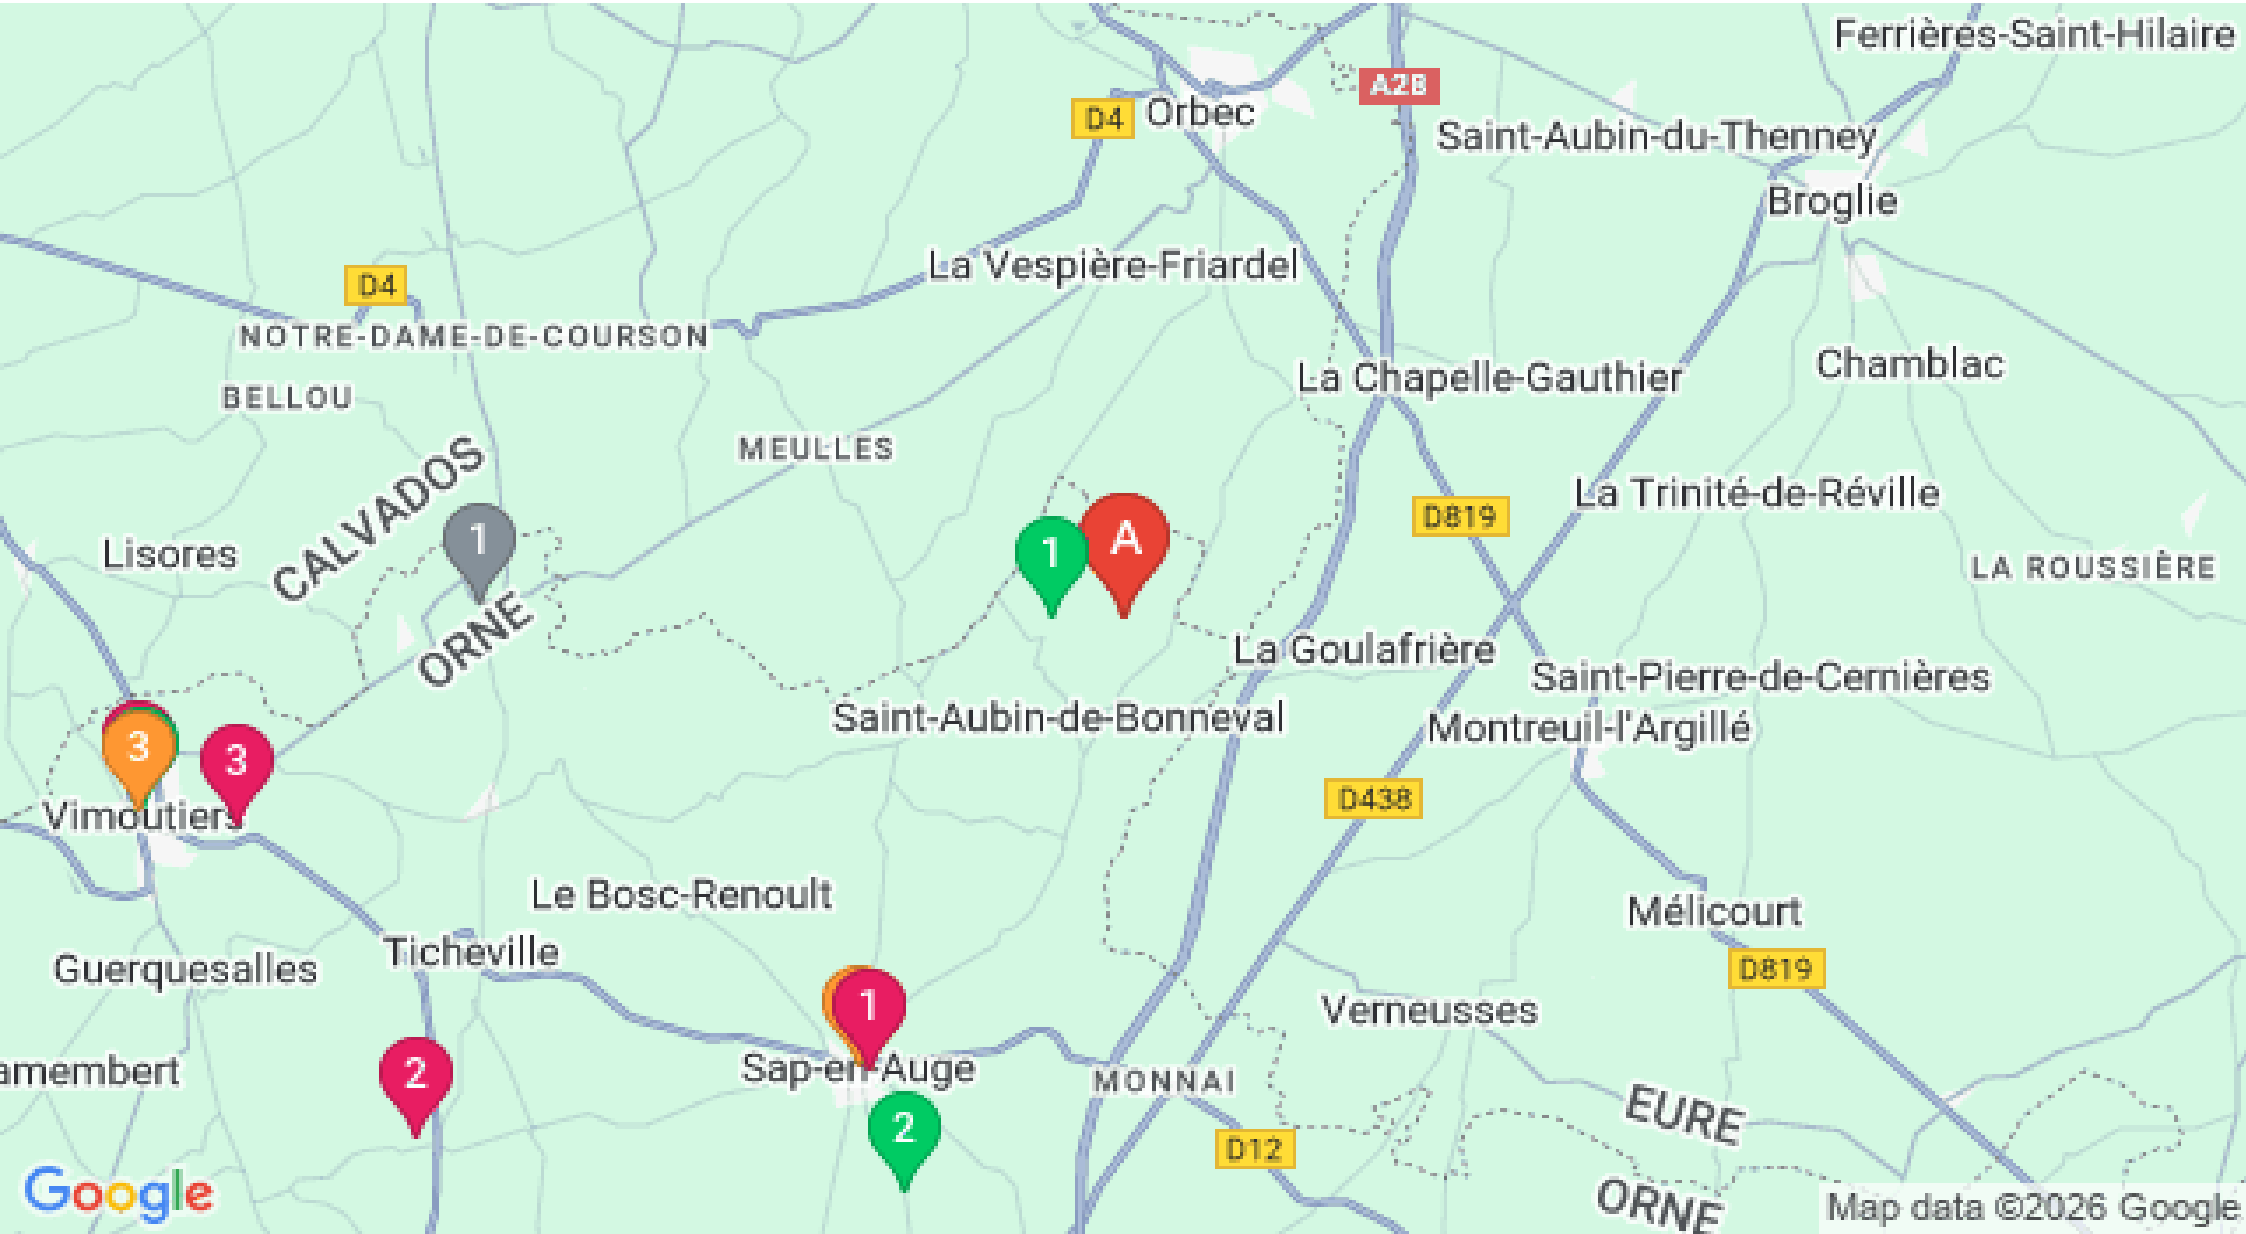 Ferrières-Saint-Hilaire
A28
Orbec
D4
Saint-Aubin-du-Thenney
Broglie
La Vespière-Friardel
D4
NOTRE-DAME-DE-COURSON
La Chapelle-Gauthier
Chamblac
BELLOU
MEULLES
CALVADOS
La Trinité-de-Réville
D819
1
1
A
Lisores
LA ROUSSIÈRE
ORNE
La Goulafrière
Saint-Pierre-de-Cernières
Saint-Aubin-de-Bonneval
Montreuil-l'Argillé
3
3
D438
Vimoutiers
Le Bosc-Renoult
Mélicourt
Ticheville
Guerquesalles
D819
1
Verneusses
amembert
2
Sap-en-Auge
MONNAI
EURE
2
D12
Google
ORNE
Map data ©2026 Google